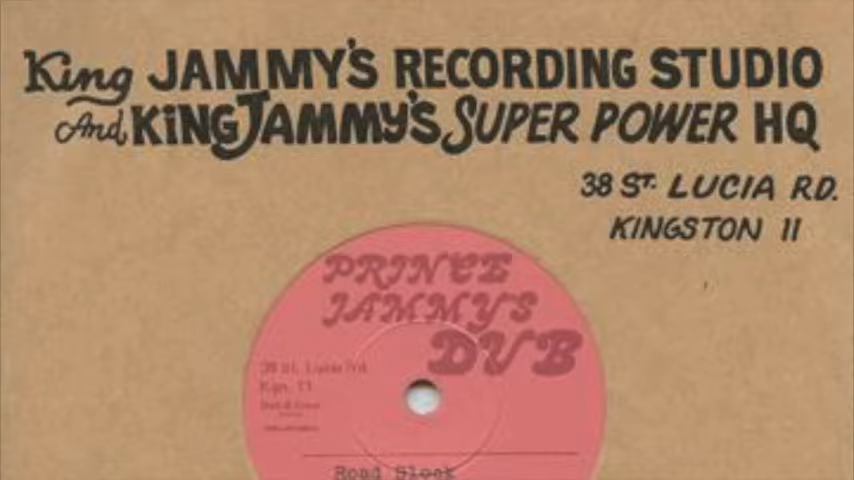 King JAMMY'S RECORDING STUDIO
And KiNG JAMMY'S SUPER POWER HQ
38 ST. LUCIA RD.
KINGSTON 11
PRINCE
JAMMY'S
DUB
38 St. Lucia Rd.
Kgn. 11
Road Block